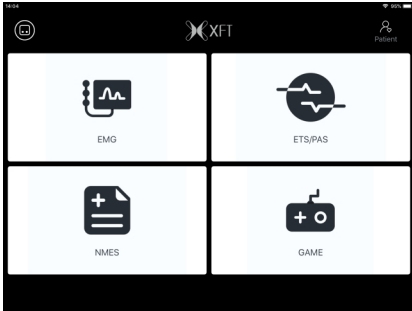 14:04
95%
XFT
Patient
EMG
ETS/PAS
NMES
GAME